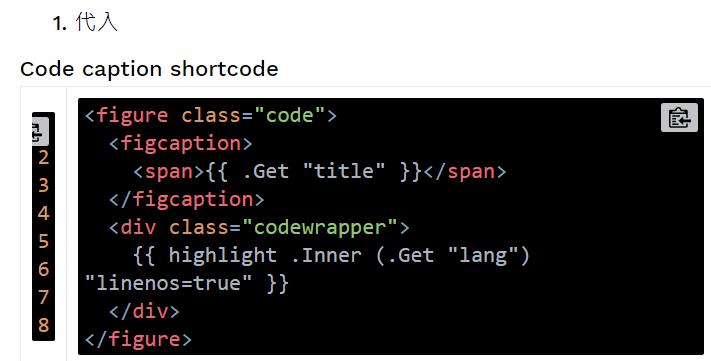 1. 代入
Code caption shortcode
2
3
4
5
6
7
8
<figure class="code">
  <figcaption>
    <span>{{ .Get "title" }}</span>
  </figcaption>
  <div class="codewrapper">
    {{ highlight .Inner (.Get "lang")
"linenos=true" }}
  </div>
</figure>